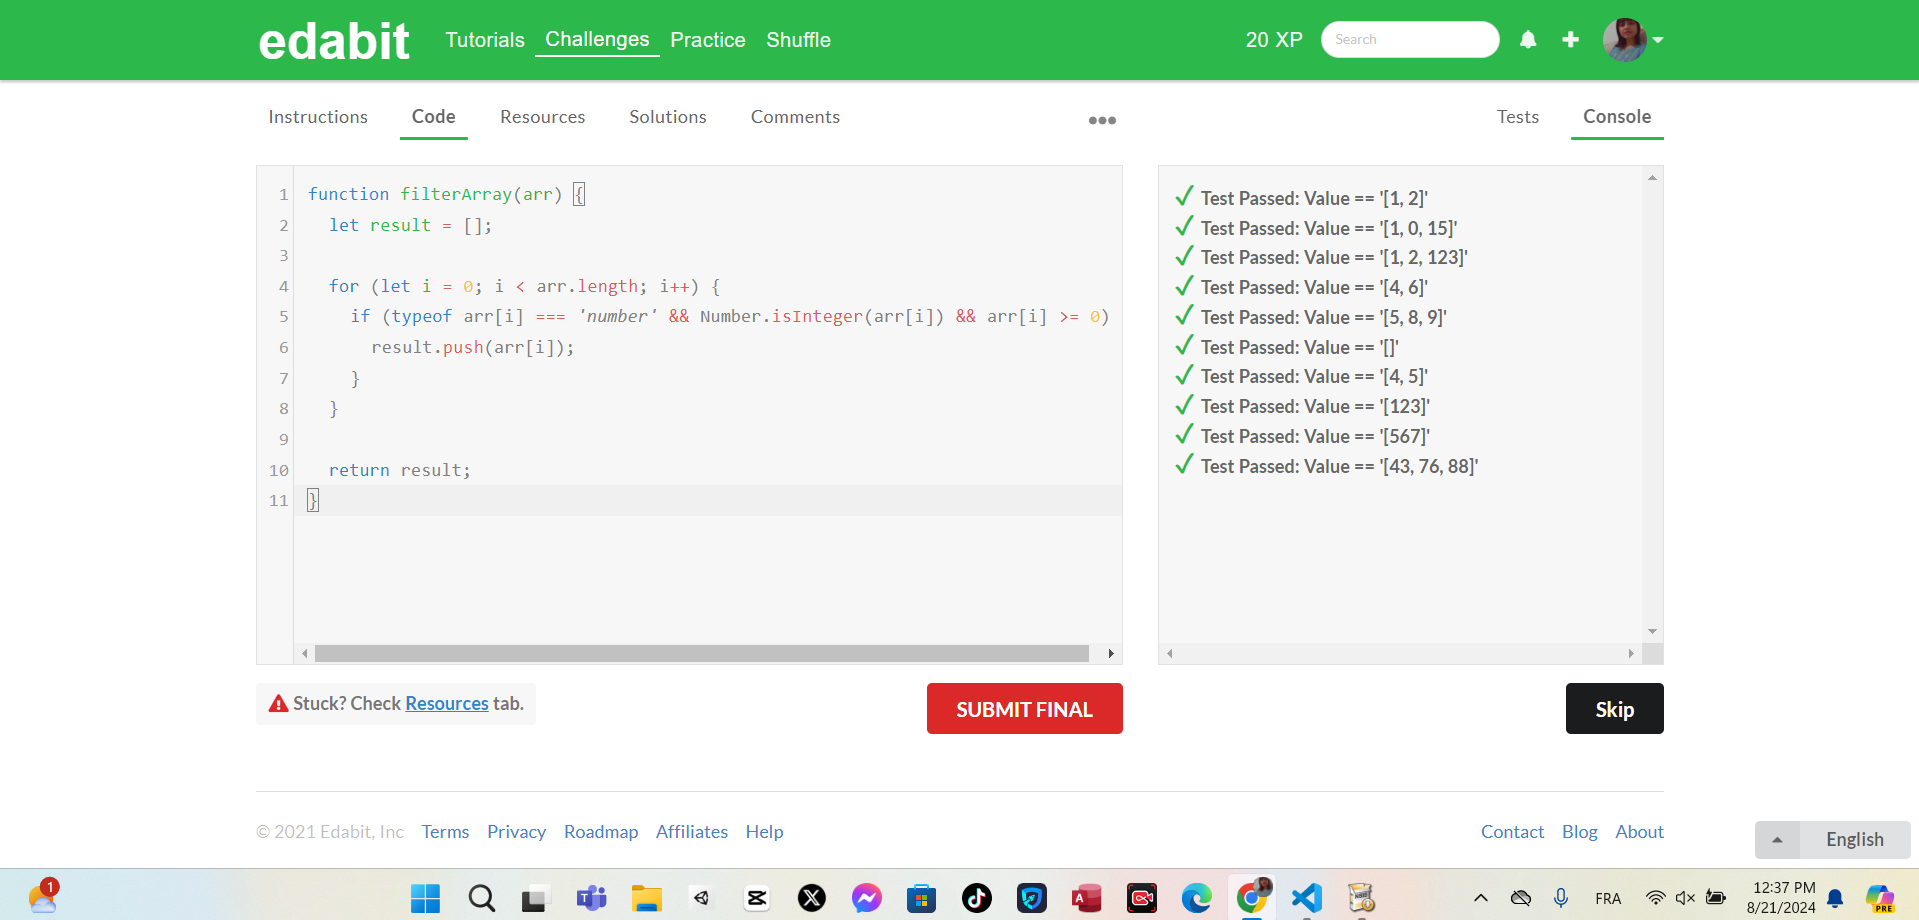 edabit Tutorials Challenges Practice Shuffle 20 XP Search
Instructions Code Resources Solutions Comments Tests Console
1 function filterArray(arr) {
2 let result = [];
3
4 for (let i = 0; i < arr.length; i++) {
5 if (typeof arr[i] === 'number' && Number.isInteger(arr[i]) && arr[i] >= 0)
6 result.push(arr[i]);
7 }
8 }
9
10 return result;
11 }
✓ Test Passed: Value == '[1, 2]'
✓ Test Passed: Value == '[1, 0, 15]'
✓ Test Passed: Value == '[1, 2, 123]'
✓ Test Passed: Value == '[4, 6]'
✓ Test Passed: Value == '[5, 8, 9]'
✓ Test Passed: Value == '[]'
✓ Test Passed: Value == '[4, 5]'
✓ Test Passed: Value == '[123]'
✓ Test Passed: Value == '[567]'
✓ Test Passed: Value == '[43, 76, 88]'
Stuck? Check Resources tab.
SUBMIT FINAL
Skip
© 2021 Edabit, Inc Terms Privacy Roadmap Affiliates Help Contact Blog About
English
1
FRA
12:37 PM
8/21/2024
PRE